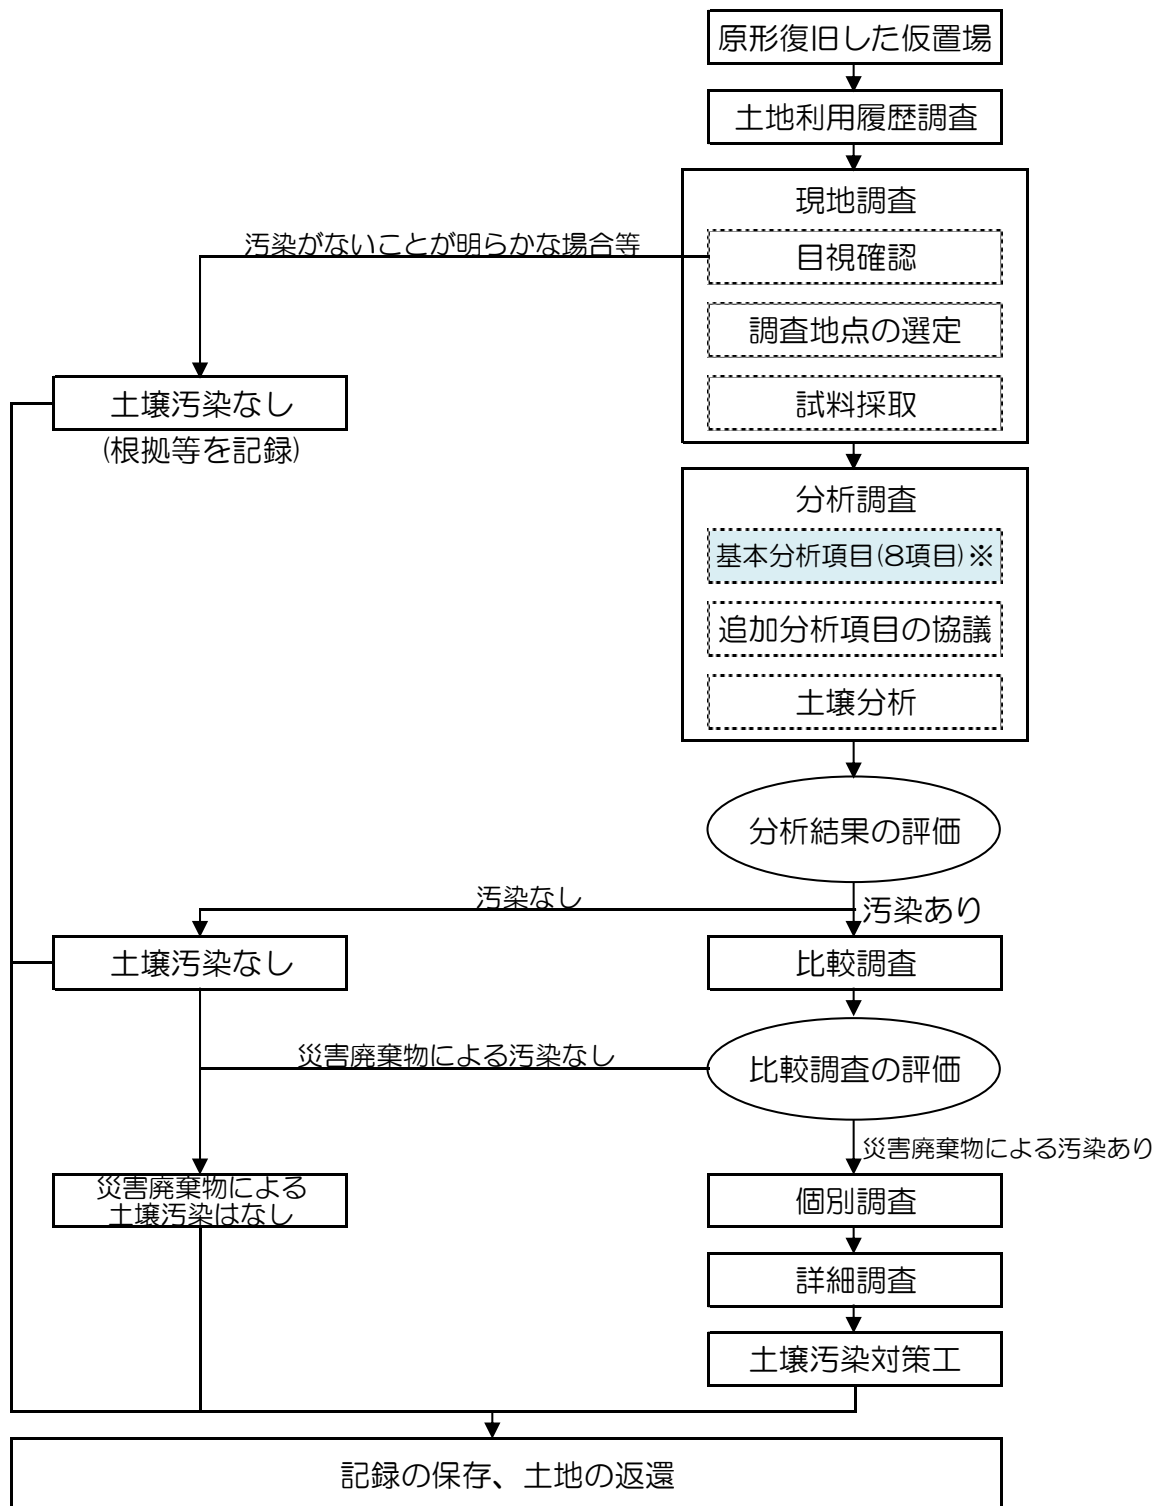 原形復旧した仮置場
土地利用履歴調査
現地調査
汚染がないことが明らかな場合等
目視確認
調査地点の選定
試料採取
土壌汚染なし
(根拠等を記録)
分析調査
基本分析項目(8項目)※
追加分析項目の協議
土壌分析
分析結果の評価
汚染なし
汚染あり
土壌汚染なし
比較調査
災害廃棄物による汚染なし
比較調査の評価
災害廃棄物による汚染あり
災害廃棄物による
土壌汚染はなし
個別調査
詳細調査
土壌汚染対策工
記録の保存、土地の返還